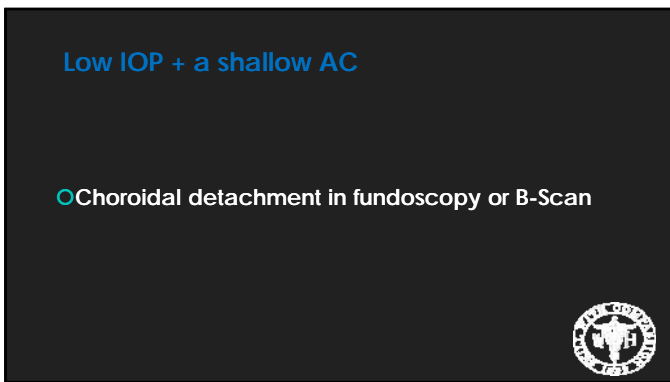 Low IOP + a shallow AC
Choroidal detachment in fundoscopy or B-Scan
W H